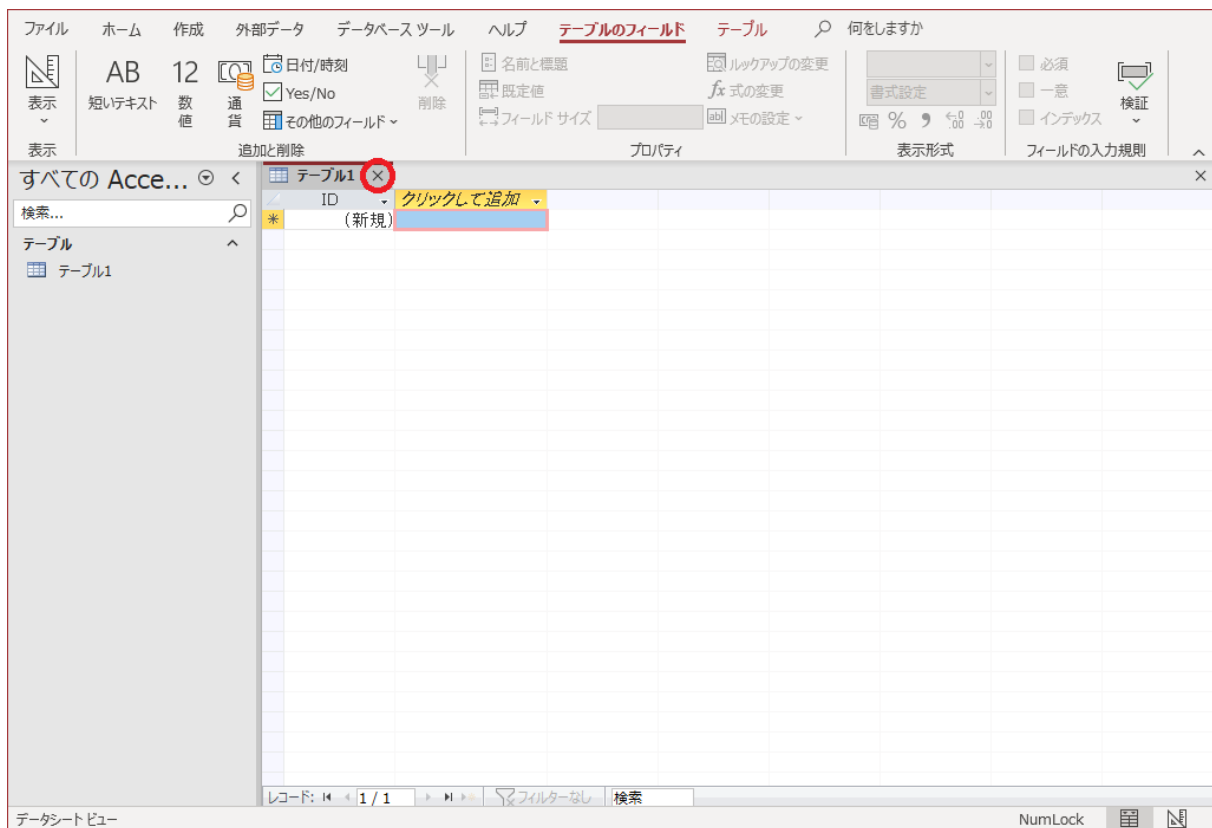 ファイル ホーム 作成 外部データ データベース ツール ヘルプ テーブルのフィールド テーブル 何をしますか
表示
AB
短いテキスト
12
数値
通貨
日付/時刻
Yes/No
その他のフィールド
削除
名前と標題
既定値
フィールド サイズ
ルックアップの変更
fx 式の変更
ab メモの設定
書式設定
% 9 .00 .00
必須
一意
インデックス
検証
表示 追加と削除 プロパティ 表示形式 フィールドの入力規則
すべての Acce...
検索...
テーブル
テーブル1
テーブル1
ID クリックして追加
* (新規)
レコード: 1 / 1 フィルターなし 検索
データシート ビュー NumLock